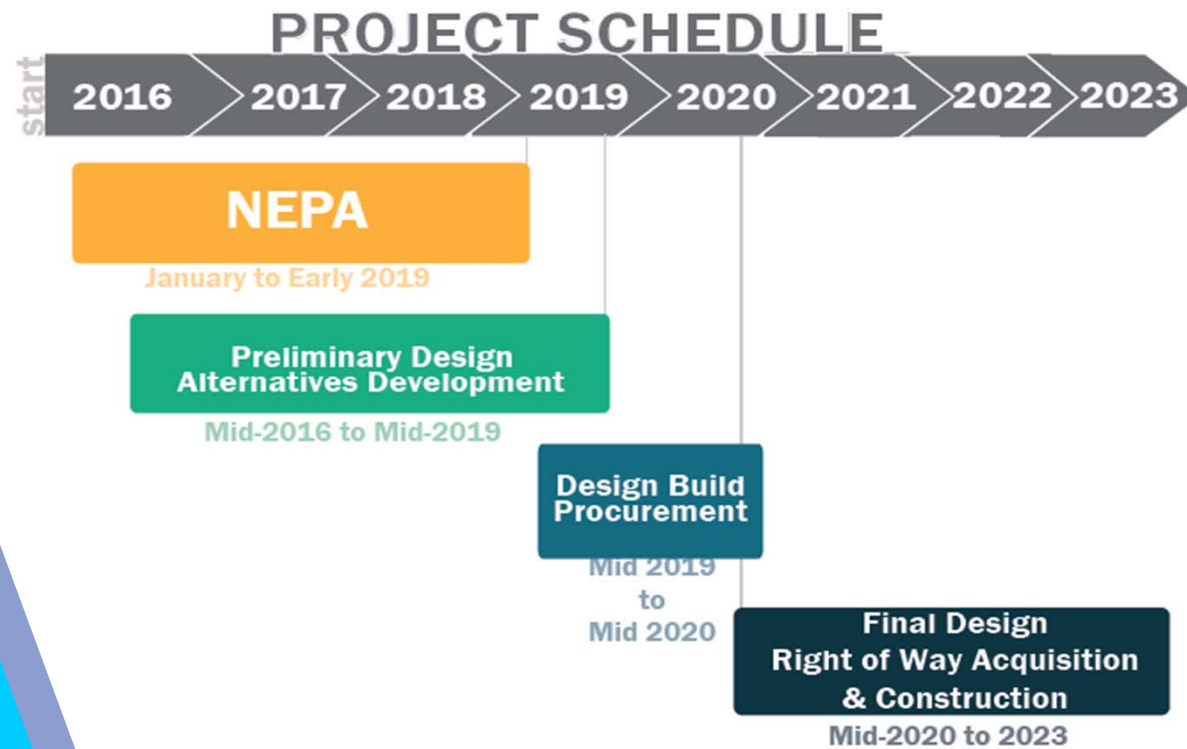 PROJECT SCHEDULE
start
2016 2017 2018 2019 2020 2021 2022 2023
NEPA
January to Early 2019
Preliminary Design
Alternatives Development
Mid-2016 to Mid-2019
Design Build
Procurement
Mid 2019
to
Mid 2020
Final Design
Right of Way Acquisition
& Construction
Mid-2020 to 2023